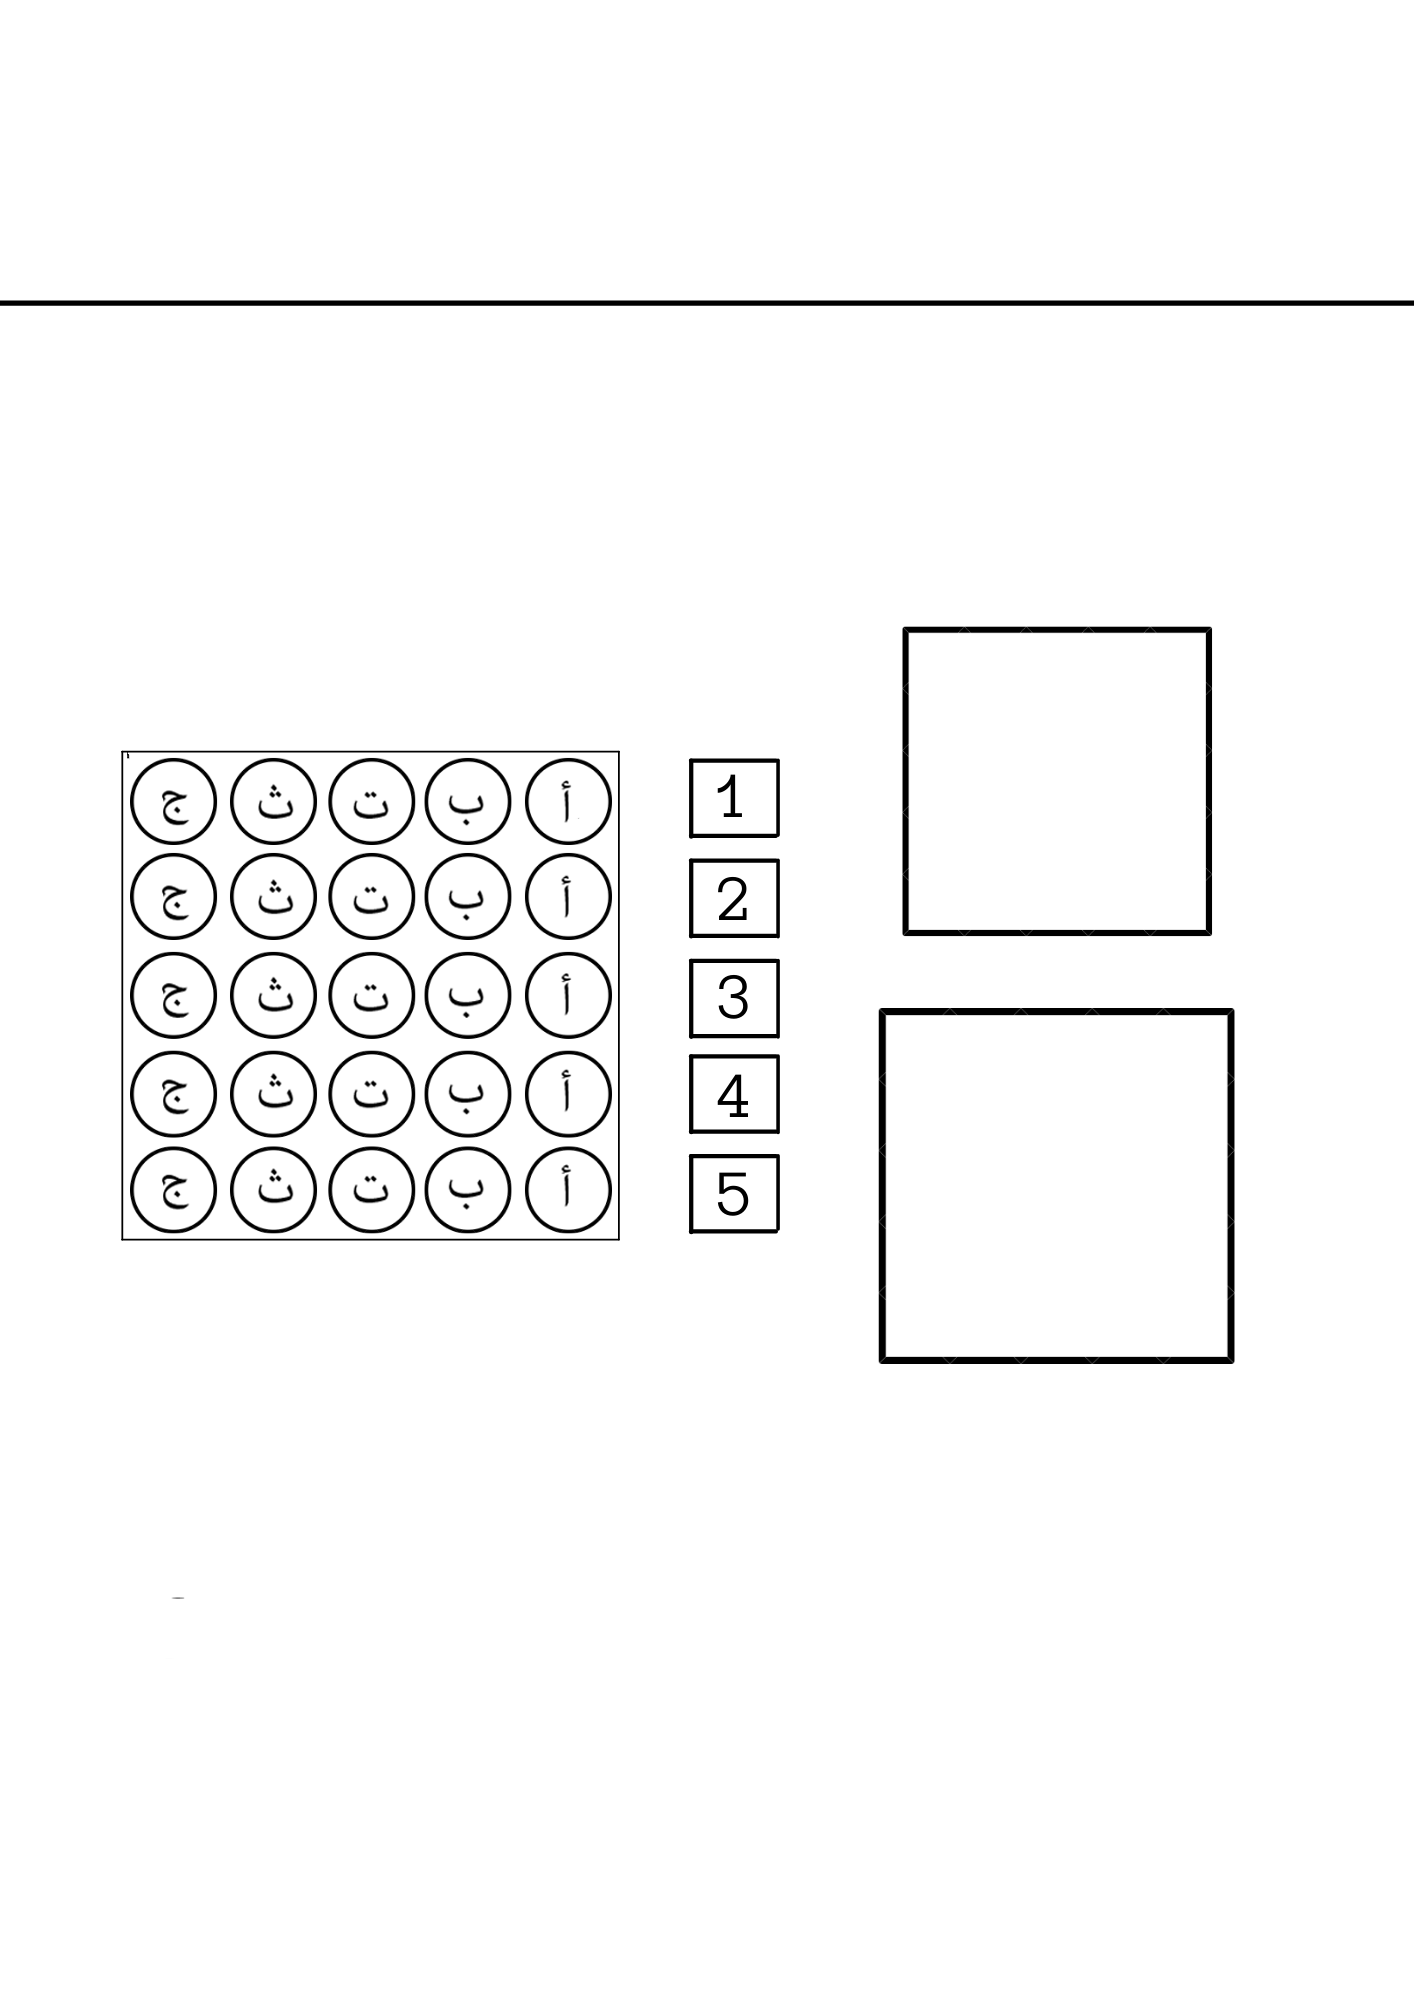 1 أ ب ت ث ج
2 أ ب ت ث ج
3 أ ب ت ث ج
4 أ ب ت ث ج
5 أ ب ت ث ج